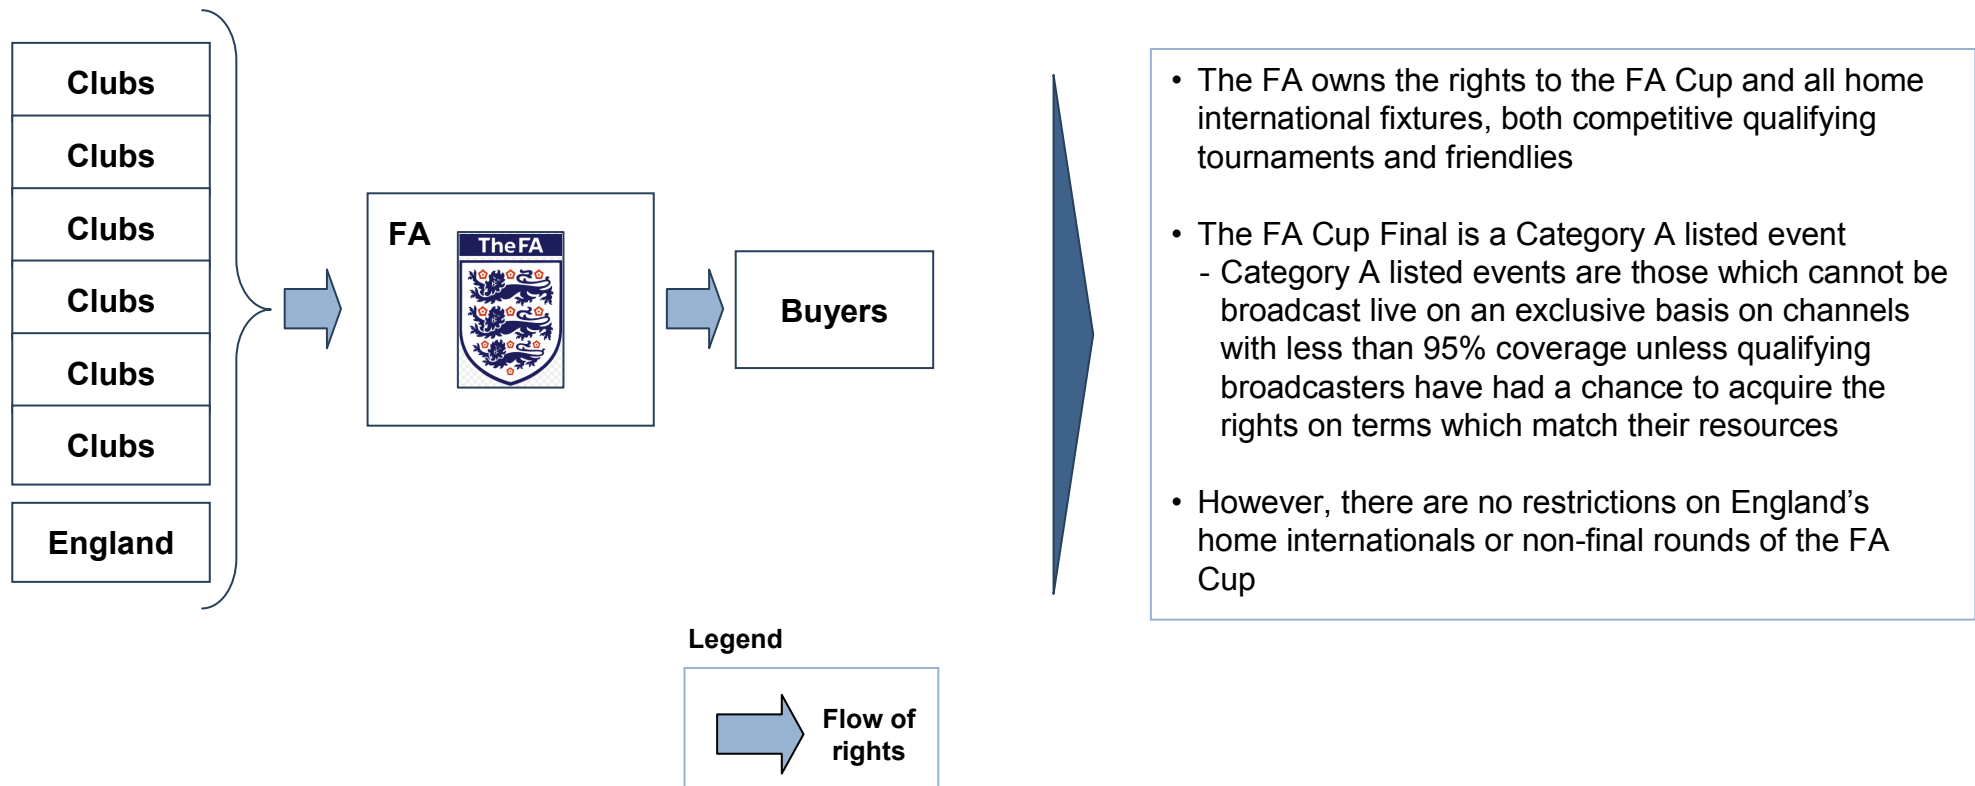 Clubs
Clubs
Clubs
Clubs
Clubs
Clubs
England
FA
The FA
Buyers
• The FA owns the rights to the FA Cup and all home
international fixtures, both competitive qualifying
tournaments and friendlies
• The FA Cup Final is a Category A listed event
- Category A listed events are those which cannot be
broadcast live on an exclusive basis on channels
with less than 95% coverage unless qualifying
broadcasters have had a chance to acquire the
rights on terms which match their resources
• However, there are no restrictions on England’s
home internationals or non-final rounds of the FA
Cup
Legend
Flow of
rights